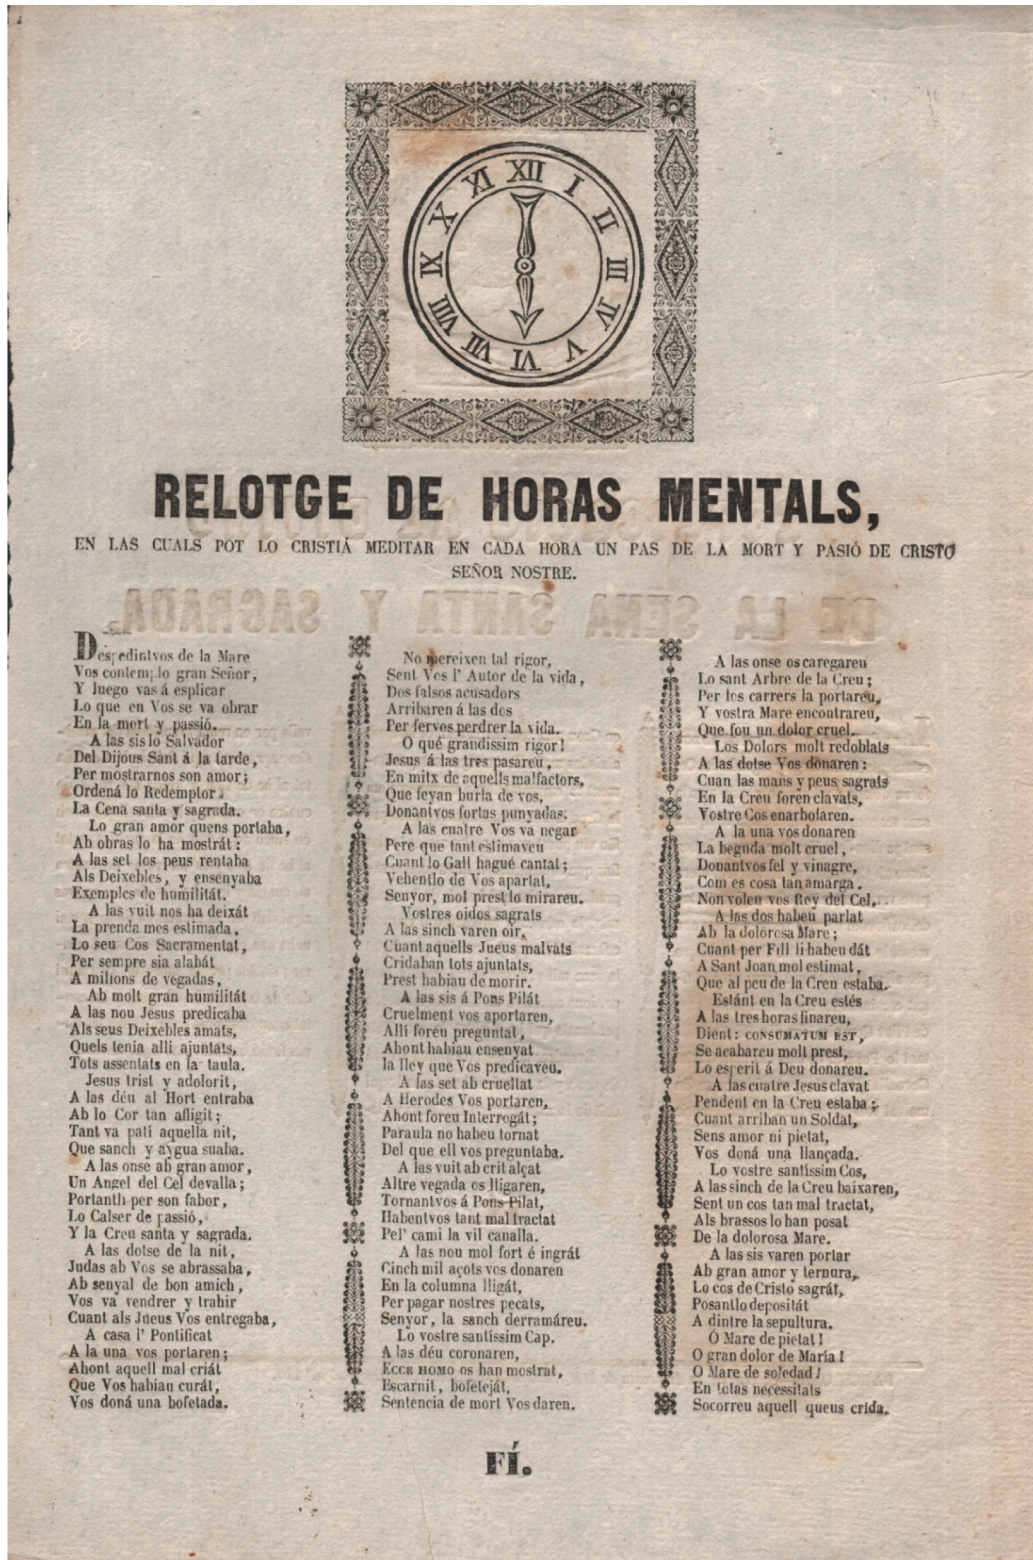 XII
I
II
III
IV
V
VI
VII
VIII
IX
X
XI
RELOTGE DE HORAS MENTALS,
EN LAS CUALS POT LO CRISTIÁ MEDITAR EN CADA HORA UN PAS DE LA MORT Y PASIÓ DE CRISTO
SEÑOR NOSTRE.
Despedintvos de la Mare
Vos contemplo gran Señor,
Y luego vas á esplicar
Lo que en Vos se va obrar
En la mort y passió.
A las sis lo Salvador
Del Dijous Sant á la tarde,
Per mostrarnos son amor;
Ordená lo Redemptor
La Cena santa y sagrada.
Lo gran amor quens portaba,
Ab obras lo ha mostrát:
A las set los peus rentaba
Als Deixebles, y ensenyaba
Exemples de humilitát.
A las vuit nos ha deixát
La prenda mes estimada,
Lo seu Cos Sacramentat,
Per sempre sia alabát
A milions de vegadas,
Ab molt gran humilitát
A las nou Jesus predicaba
Als seus Deixebles amats,
Quels tenia alli ajuntats,
Tots assentats en la taula.
Jesus trist y adolorit,
A las déu al Hort entraba
Ab lo Cor tan afligit;
Tant va pati aquella nit,
Que sanch y aygua suaba.
A las onse ab gran amor,
Un Angel del Cel devalla;
Portantli per son fabor,
Lo Calser de passió,
Y la Creu santa y sagrada.
A las dotse de la nit,
Judas ab Vos se abrassaba,
Ab senyal de bon amich,
Vos va vendrer y trahir
Cuant als Jueus Vos entregaba,
A casa l' Pontificat
A la una vos portaren;
Ahont aquell mal criát
Que Vos habiau curát,
Vos doná una bofetada.
No mereixen tal rigor,
Sent Vos l' Autor de la vida,
Dos falsos acusadors
Arribaren á las dos
Per fervos perdrer la vida.
O qué grandissim rigor!
Jesus á las tres pasareu,
En mitx de aquells malfactors,
Que feyan burla de vos,
Donantvos fortas punyadas.
A las cuatre Vos va negar
Pere que tant estimaveu
Cuant lo Gall hagué cantat;
Vehentlo de Vos apartat,
Senyor, mol prest lo mirareu.
Vostres oidos sagrats
A las sinch varen oir,
Cuant aquells Jueus malvats
Cridaban tots ajuntats,
Prest habiau de morir.
A las sis á Pons Pilát
Cruelment vos aportaren,
Alli foreu preguntat,
Ahont habiau ensenyat
la lley que Vos predicaveu.
A las set ab crueltat
A Herodes Vos portaren,
Ahont foreu Interrogát;
Paraula no habeu tornat
Del que ell vos preguntaba.
A las vuit ab crit alçat
Altre vegada os lligaren,
Tornantvos á Pons Pilat,
Habentvos tant mal tractat
Pel' cami la vil canalla.
A las nou mol fort é ingrát
Cinch mil açots vos donaren
En la columna lligát,
Per pagar nostres pecats,
Senyor, la sanch derramáreu.
Lo vostre santíssim Cap.
A las déu coronaren,
ECCE HOMO os han mostrat,
Escarnit, bofeteját,
Sentencia de mort Vos daren.
A las onse os caregareu
Lo sant Arbre de la Creu;
Per los carrers la portareu,
Y vostra Mare encontrareu,
Que fou un dolor cruel.
Los Dolors molt redoblats
A las dotse Vos donaren:
Cuan las mans y peus sagrats
En la Creu foren clavats,
Vostre Cos enarbolaren.
A la una vos donaren
La beguda molt cruel,
Donantvos fel y vinagre,
Com es cosa tan amarga.
Non volen vos Rey del Cel,
A las dos habeu parlat
Ab la dolorosa Mare;
Cuant per Fill li habeu dát
A Sant Joan mol estimat,
Que al peu de la Creu estaba.
Estánt en la Creu estés
A las tres horas finareu,
Dient: CONSUMATUM EST,
Se acabareu molt prest,
Lo esperit á Deu donareu.
A las cuatre Jesus clavat
Pendent en la Creu estaba;
Cuant arriban un Soldat,
Sens amor ni pietat,
Vos doná una llançada.
Lo vostre santíssim Cos,
A las sinch de la Creu baixaren,
Sent un cos tan mal tractat,
Als brassos lo han posat
De la dolorosa Mare.
A las sis varen portar
Ab gran amor y ternura,
Lo cos de Cristo sagrát,
Posantlo depositát
A dintre la sepultura.
Ó Mare de pietat!
O gran dolor de María!
O Mare de soledad!
En totas necessitats
Socorreu aquell queus crida.
FÍ.